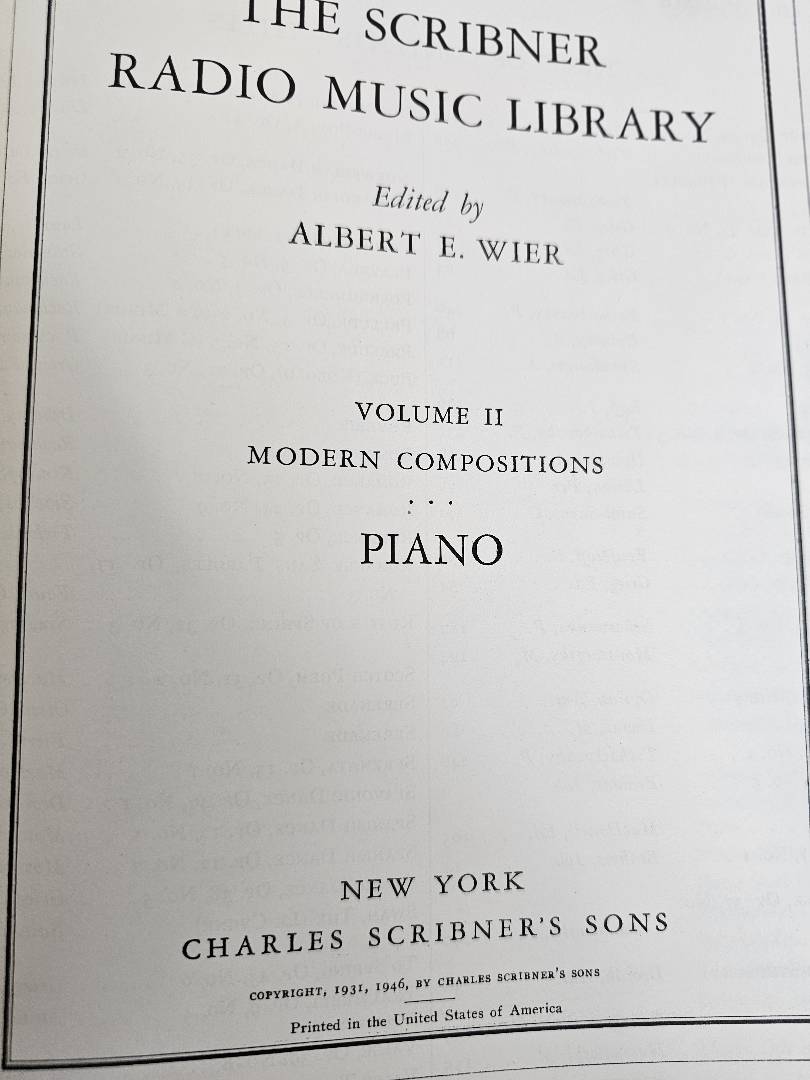 THE SCRIBNER
RADIO MUSIC LIBRARY
Edited by
ALBERT E. WIER
VOLUME II
MODERN COMPOSITIONS
. . .
PIANO
NEW YORK
CHARLES SCRIBNER'S SONS
COPYRIGHT, 1931, 1946, BY CHARLES SCRIBNER'S SONS
Printed in the United States of America